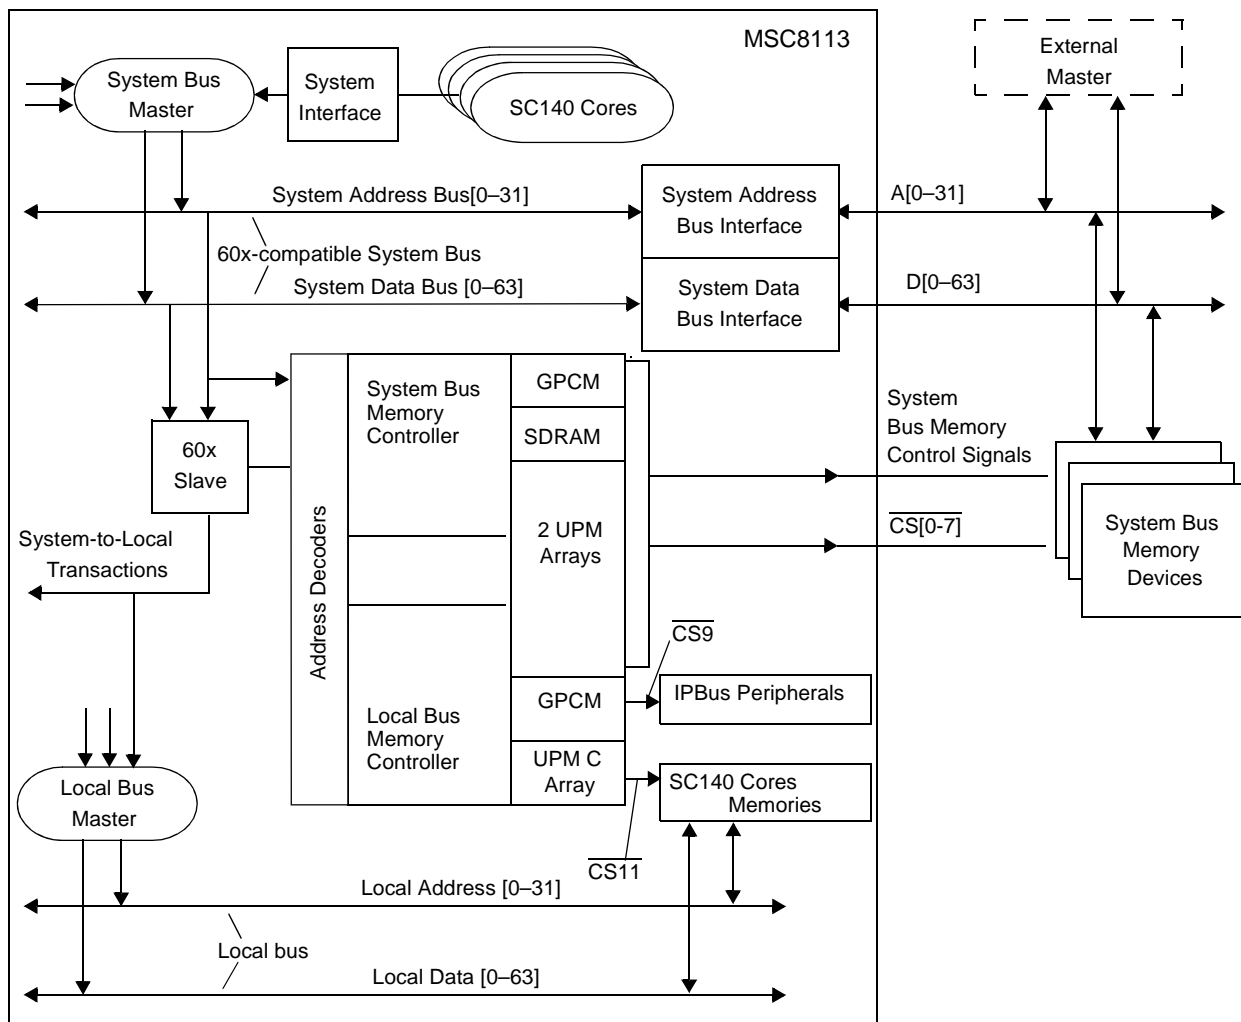 MSC8113
External
Master
System Bus
Master
System
Interface
SC140 Cores
System Address Bus[0–31]
System Address
Bus Interface
A[0–31]
60x-compatible System Bus
System Data Bus [0–63]
System Data
Bus Interface
D[0–63]
Address Decoders
System Bus
Memory
Controller
GPCM
SDRAM
2 UPM
Arrays
60x
Slave
System
Bus Memory
Control Signals
CS[0-7]
System Bus
Memory
Devices
System-to-Local
Transactions
CS9
GPCM
IPBus Peripherals
Local Bus
Memory
Controller
UPM C
Array
SC140 Cores
Memories
CS11
Local Bus
Master
Local Address [0–31]
Local bus
Local Data [0–63]